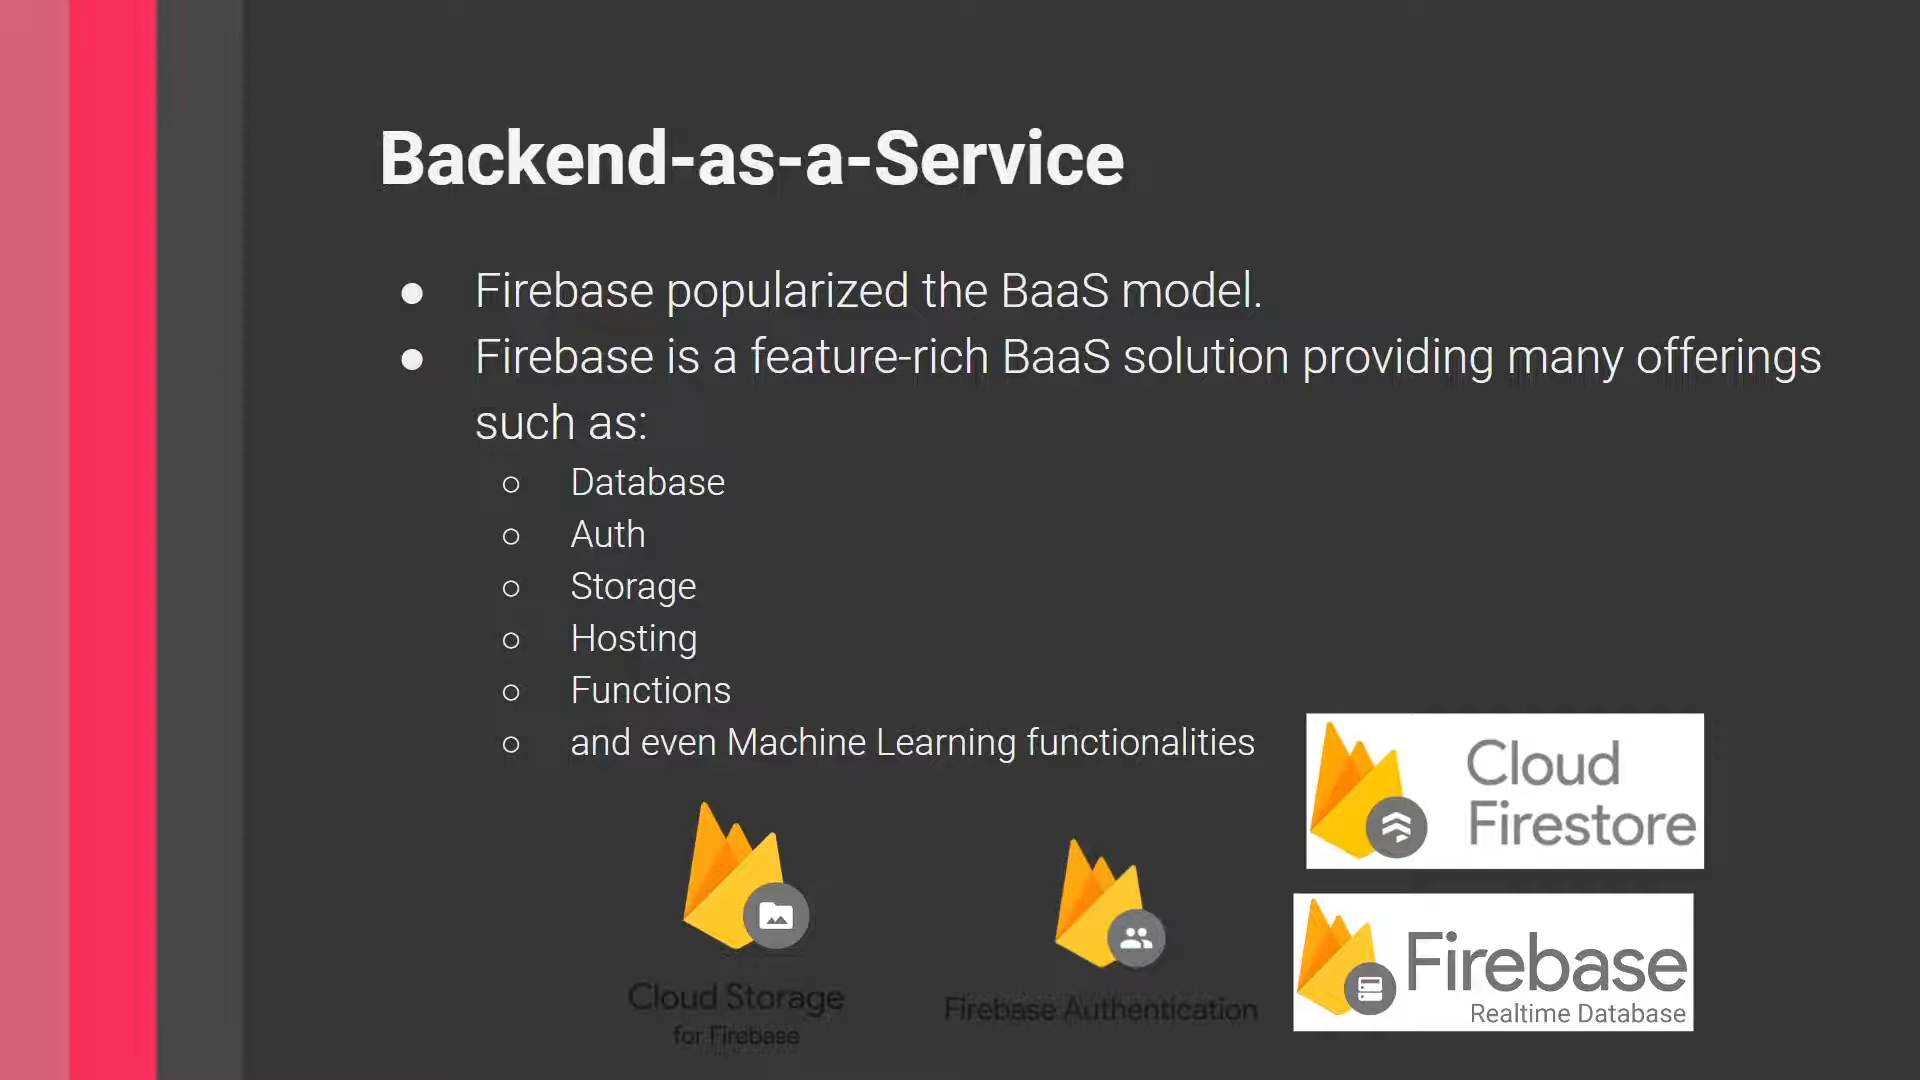 Backend-as-a-Service
● Firebase popularized the BaaS model.
● Firebase is a feature-rich BaaS solution providing many offerings
such as:
○ Database
○ Auth
○ Storage
○ Hosting
○ Functions
○ and even Machine Learning functionalities
Cloud Storage
for Firebase
Firebase Authentication
Cloud
Firestore
Firebase
Realtime Database